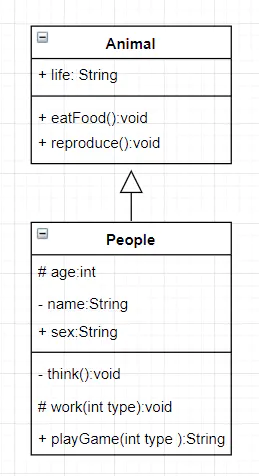 Animal
+ life: String
+ eatFood():void
+ reproduce():void
People
# age:int
- name:String
+ sex:String
- think():void
# work(int type):void
+ playGame(int type ):String